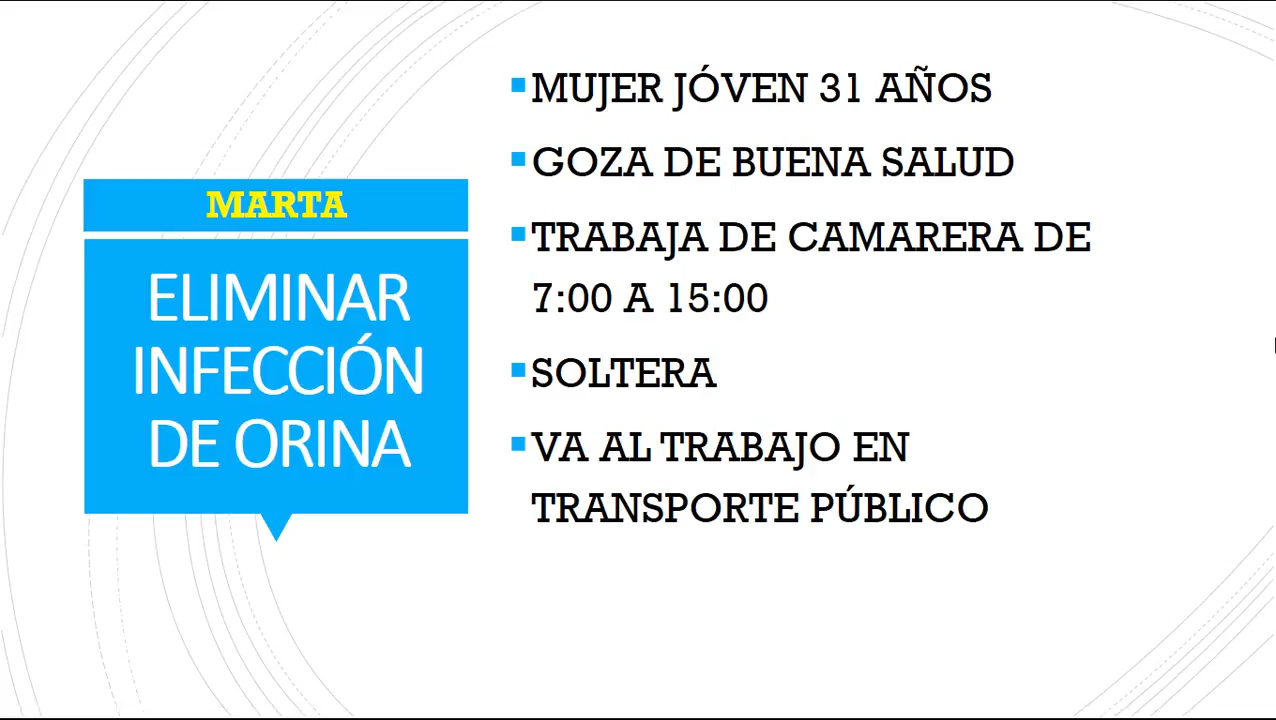 MARTA
ELIMINAR
INFECCIÓN
DE ORINA
MUJER JÓVEN 31 AÑOS
GOZA DE BUENA SALUD
TRABAJA DE CAMARERA DE
7:00 A 15:00
SOLTERA
VA AL TRABAJO EN
TRANSPORTE PÚBLICO